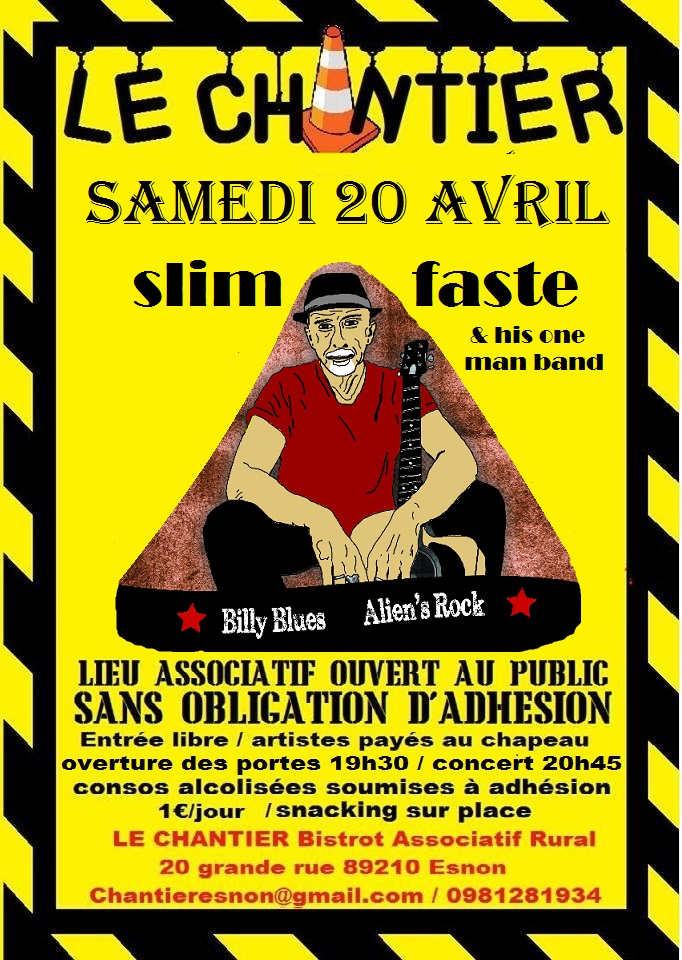 LE CHANTIER
SAMEDI 20 AVRIL
slim faste
& his one
man band
Billy Blues Alien's Rock
LIEU ASSOCIATIF OUVERT AU PUBLIC
SANS OBLIGATION D'ADHESION
Entrée libre / artistes payés au chapeau
overture des portes 19h30 / concert 20h45
consos alcolisées soumises à adhésion
1€/jour / snacking sur place
LE CHANTIER Bistrot Associatif Rural
20 grande rue 89210 Esnon
Chantieresnon@gmail.com / 0981281934